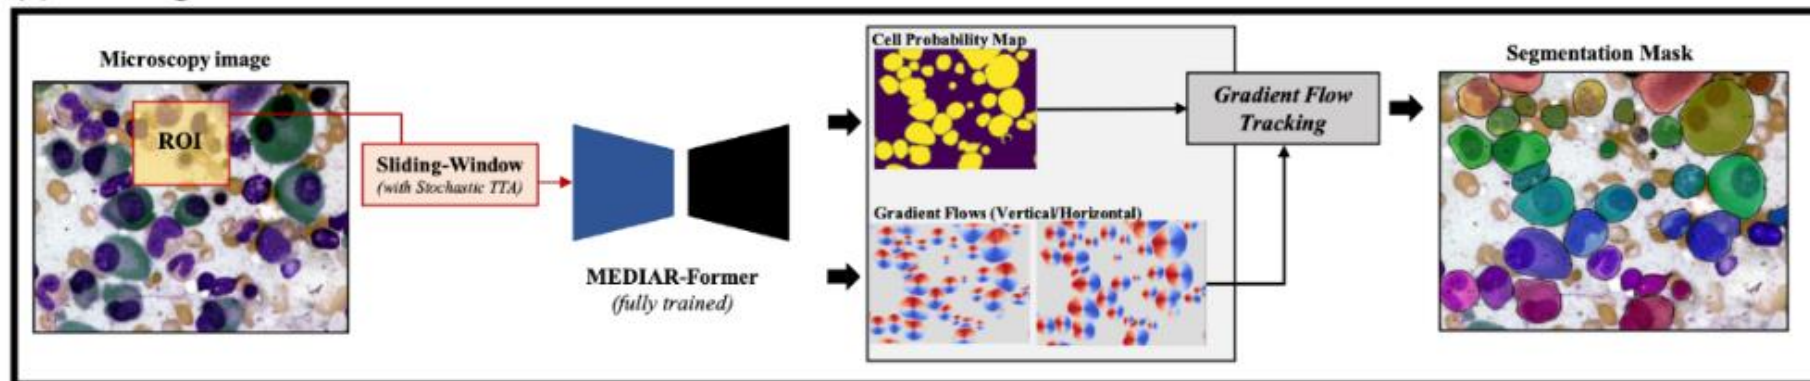 Microscopy image
ROI
Sliding-Window
(with Stochastic TTA)
MEDIAR-Former
(fully trained)
Cell Probability Map
Gradient Flows (Vertical/Horizontal)
Gradient Flow
Tracking
Segmentation Mask